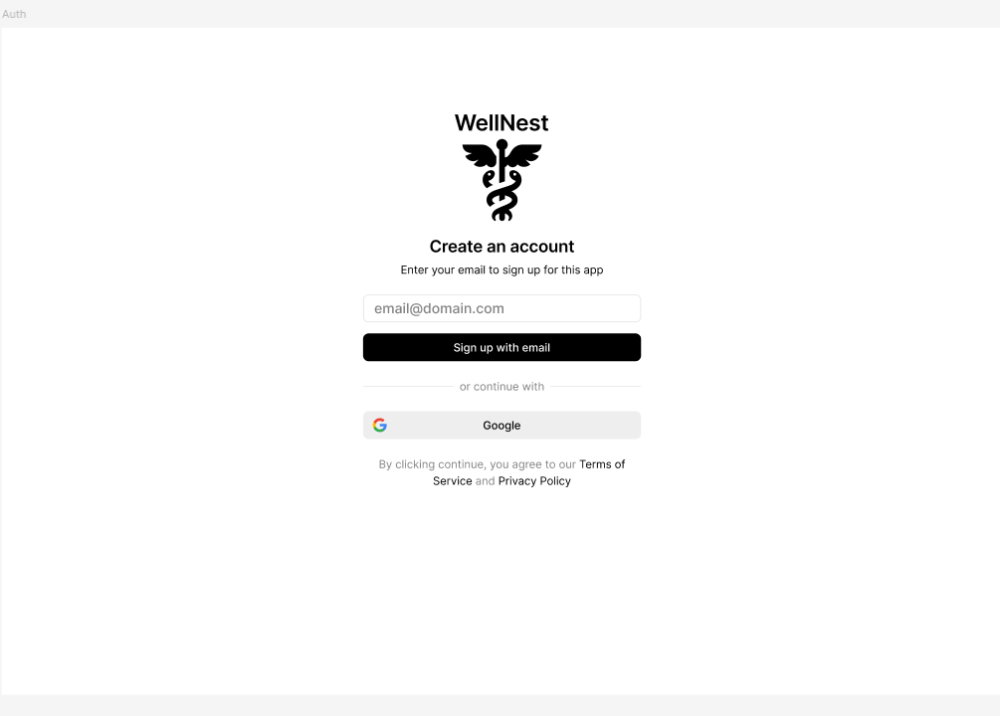 Auth
WellNest
Create an account
Enter your email to sign up for this app
email@domain.com
Sign up with email
or continue with
Google
By clicking continue, you agree to our Terms of
Service and Privacy Policy